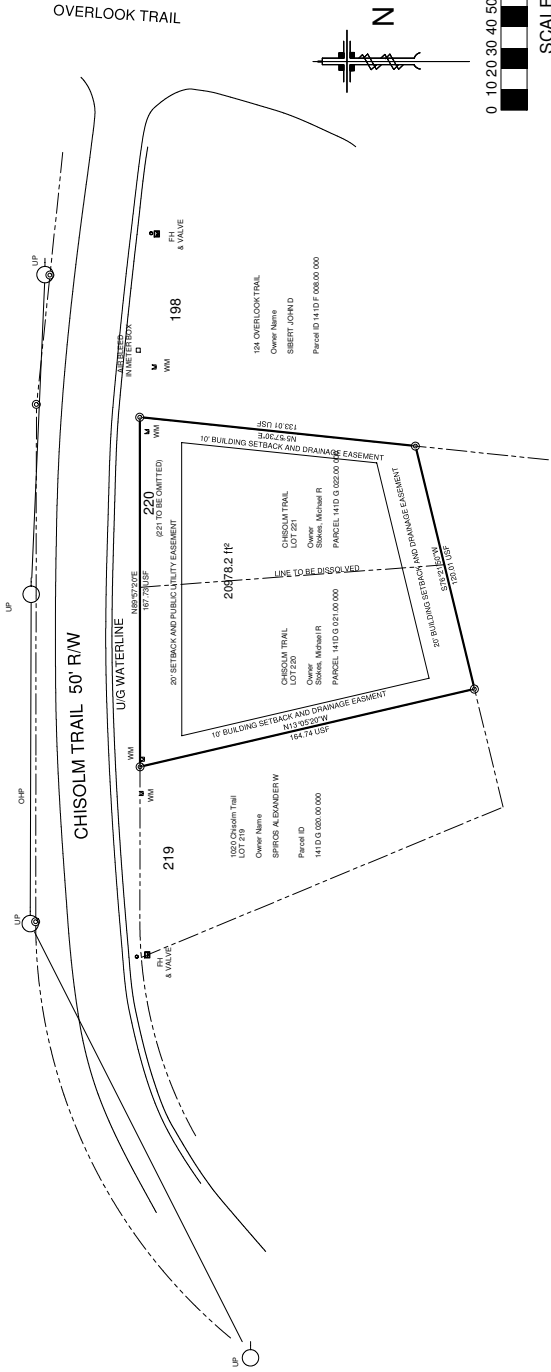 OVERLOOK TRAIL
N
0 10 20 30 40 50
SCALE
UP
UP
OHP
UP
UP
CHISOLM TRAIL 50' R/W
U/G WATERLINE
AIR BLEED
IN METER BOX
WM
FH
& VALVE
198
124 OVERLOOK TRAIL
Owner Name
SIBERT JOHN D
Parcel ID 141D F 008.00 000
WM
220
(221 TO BE OMITTED)
N89°57'20"E
167.73 USF
20' SETBACK AND PUBLIC UTILITY EASEMENT
20978.2 ft²
N5°57'30"E
133.01 USF
10' BUILDING SETBACK AND DRAINAGE EASEMENT
CHISOLM TRAIL
LOT 221
Owner
Stokes, Michael R
PARCEL 141D G 022.00
LINE TO BE DISSOLVED
CHISOLM TRAIL
LOT 220
Owner
Stokes, Michael R
PARCEL 141D G 021.00 000
20' BUILDING SETBACK AND DRAINAGE EASEMENT
S76°21'50"W
120.01 USF
10' BUILDING SETBACK AND DRAINAGE EASMENT
N13°05'20"W
164.74 USF
WM
WM
219
1020 Chisolm Trail
LOT 219
Owner Name
SPIROS ALEXANDER W
Parcel ID
141D G 020.00 000
FH
& VALVE